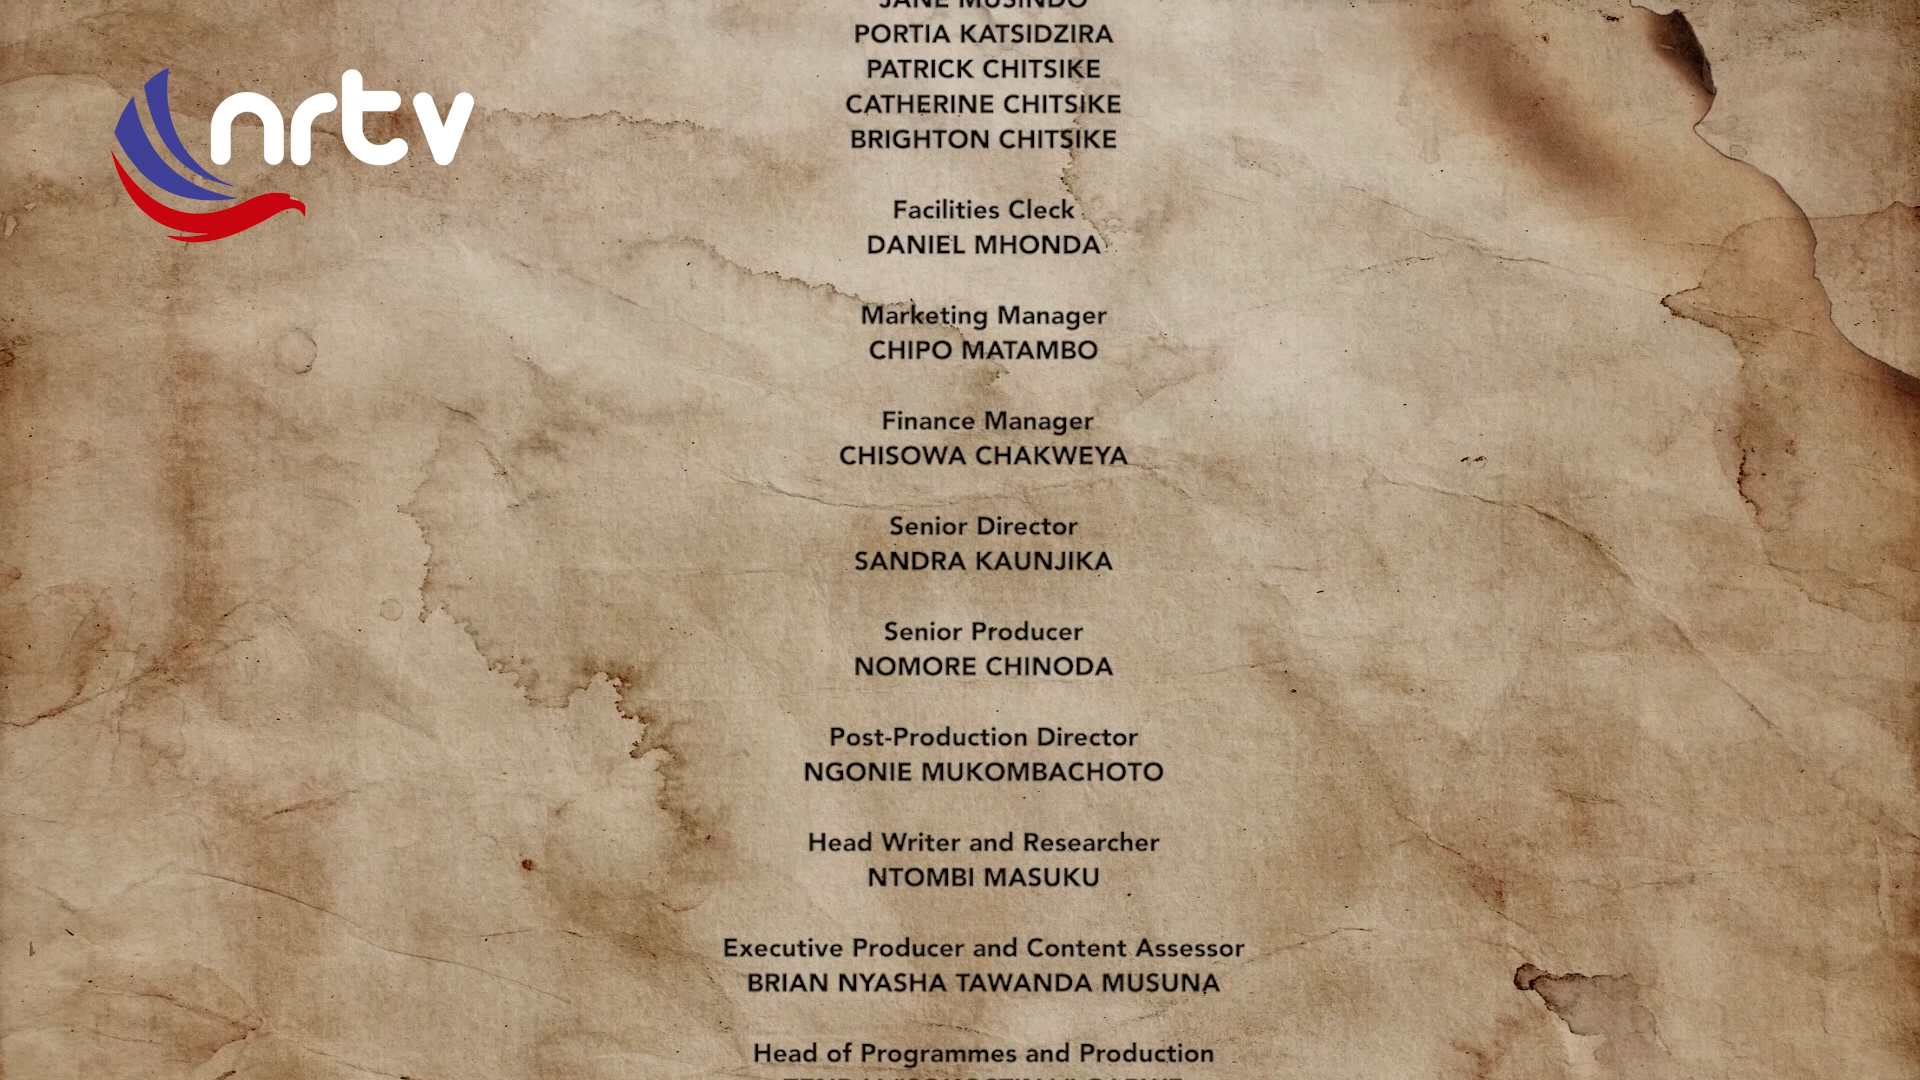 JANE MUSINDO
PORTIA KATSIDZIRA
PATRICK CHITSIKE
CATHERINE CHITSIKE
BRIGHTON CHITSIKE
nrtv
Facilities Cleck
DANIEL MHONDA
Marketing Manager
CHIPO MATAMBO
Finance Manager
CHISOWA CHAKWEYA
Senior Director
SANDRA KAUNJIKA
Senior Producer
NOMORE CHINODA
Post-Production Director
NGONIE MUKOMBACHOTO
Head Writer and Researcher
NTOMBI MASUKU
Executive Producer and Content Assessor
BRIAN NYASHA TAWANDA MUSUNA
Head of Programmes and Production